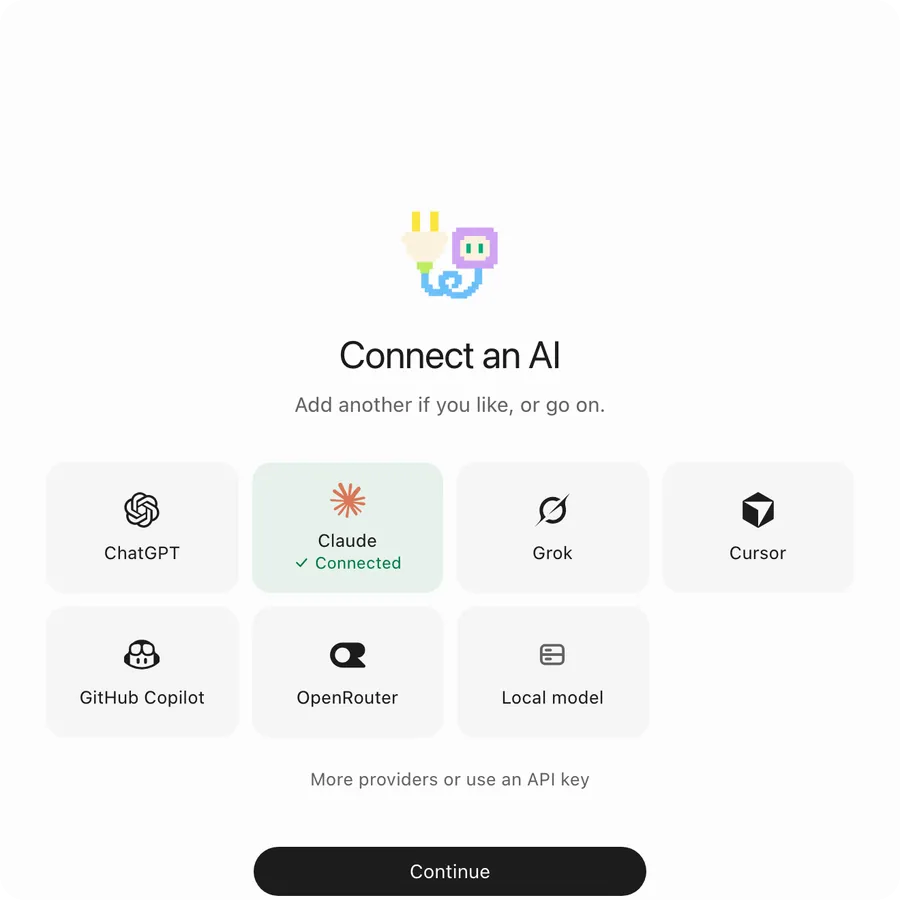 Connect an AI
Add another if you like, or go on.
ChatGPT
Claude
✓ Connected
Grok
Cursor
GitHub Copilot
OpenRouter
Local model
More providers or use an API key
Continue